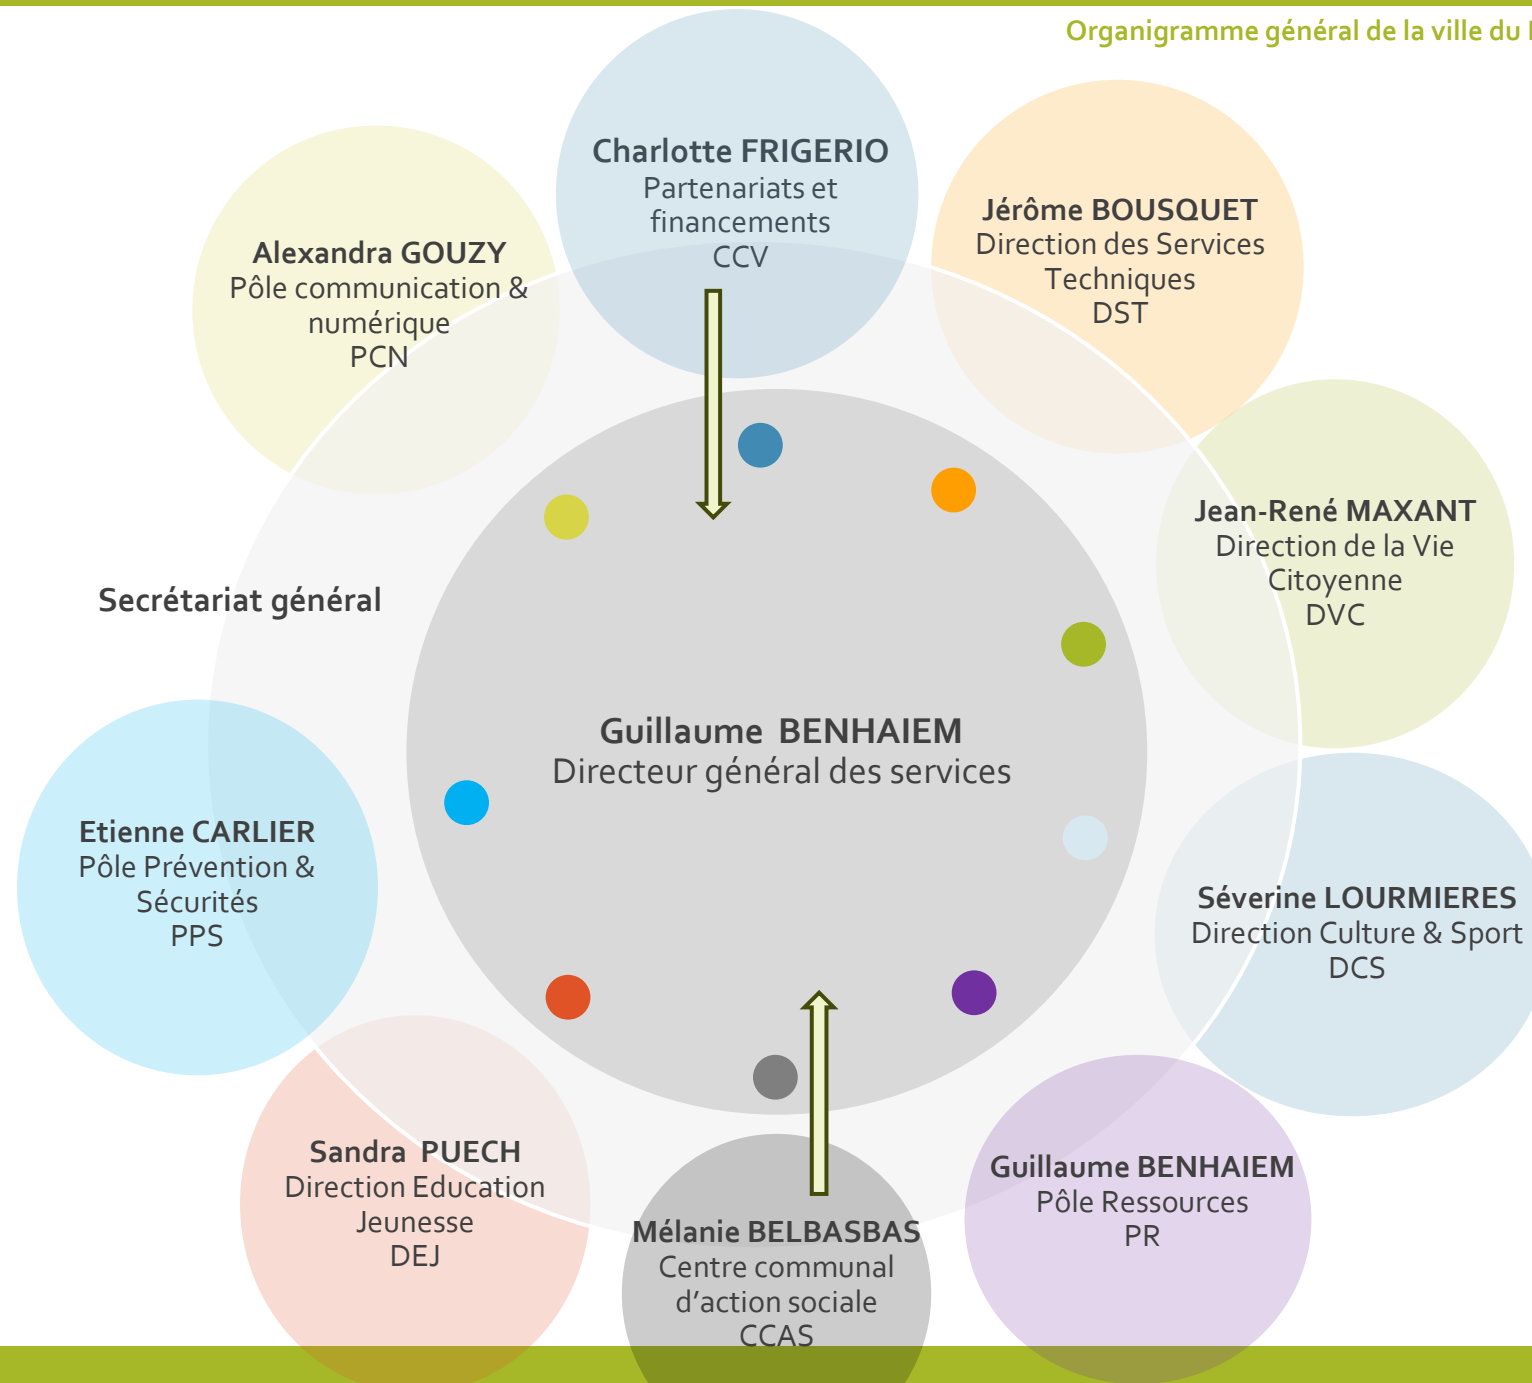 Organigramme général de la ville du
Charlotte FRIGERIO
Partenariats et
financements
CCV
Jérôme BOUSQUET
Direction des Services
Techniques
DST
Alexandra GOUZY
Pôle communication &
numérique
PCN
Jean-René MAXANT
Direction de la Vie
Citoyenne
DVC
Secrétariat général
Guillaume BENHAIEM
Directeur général des services
Etienne CARLIER
Pôle Prévention &
Sécurités
PPS
Séverine LOURMIERES
Direction Culture & Sport
DCS
Sandra PUECH
Direction Education
Jeunesse
DEJ
Mélanie BELBASBAS
Centre communal
d’action sociale
CCAS
Guillaume BENHAIEM
Pôle Ressources
PR